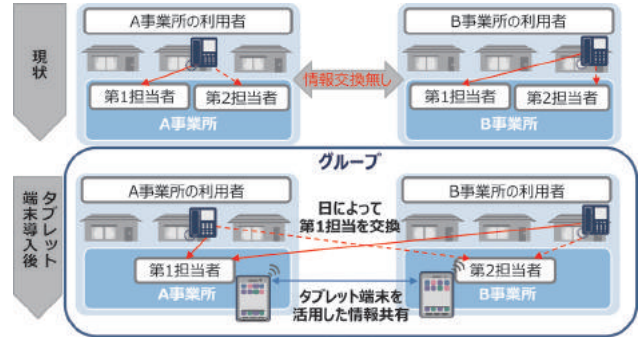 現状
A事業所の利用者
第1担当者
第2担当者
A事業所
情報交換無し
B事業所の利用者
第1担当者
第2担当者
B事業所
タブレット
端末導入後
グループ
A事業所の利用者
第1担当者
A事業所
日によって
第1担当を交換
B事業所の利用者
第2担当者
B事業所
タブレット端末を
活用した情報共有